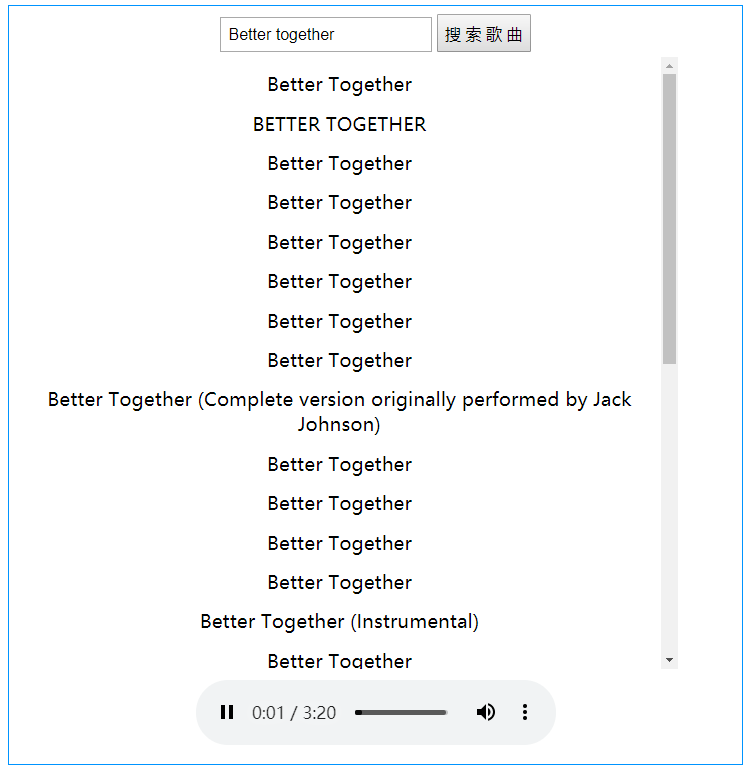 Better together
搜 索 歌 曲
Better Together
BETTER TOGETHER
Better Together
Better Together
Better Together
Better Together
Better Together
Better Together
Better Together (Complete version originally performed by Jack
Johnson)
Better Together
Better Together
Better Together
Better Together
Better Together (Instrumental)
Better Together
0:01 / 3:20